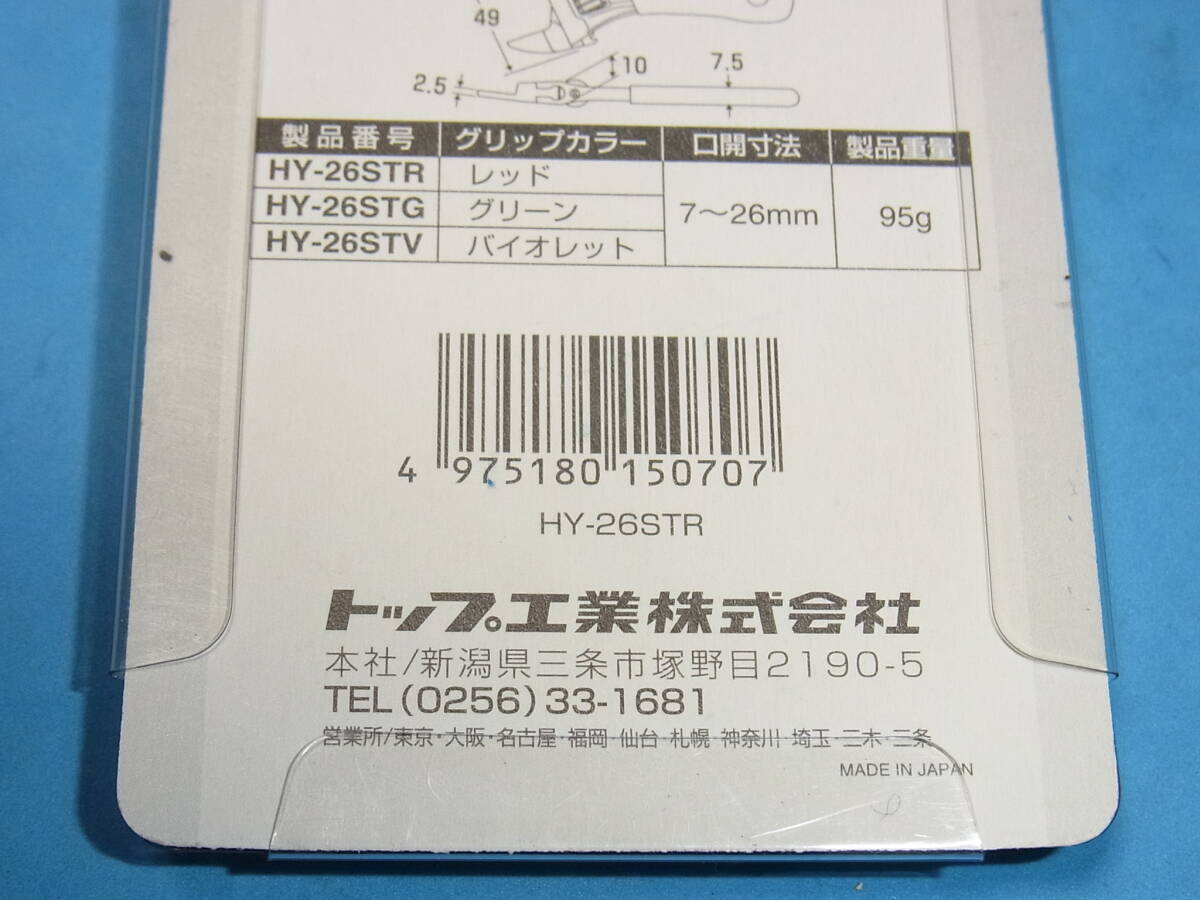 49
10
7.5
2.5
製品番号 グリップカラー 口開寸法 製品重量
HY-26STR レッド
HY-26STG グリーン 7～26mm 95g
HY-26STV バイオレット
4 975180 150707
HY-26STR
トップ工業株式会社
本社/新潟県三条市塚野目2190-5
TEL(0256)33-1681
営業所/東京・大阪・名古屋・福岡・仙台・札幌・神奈川・埼玉・三木・三条
MADE IN JAPAN